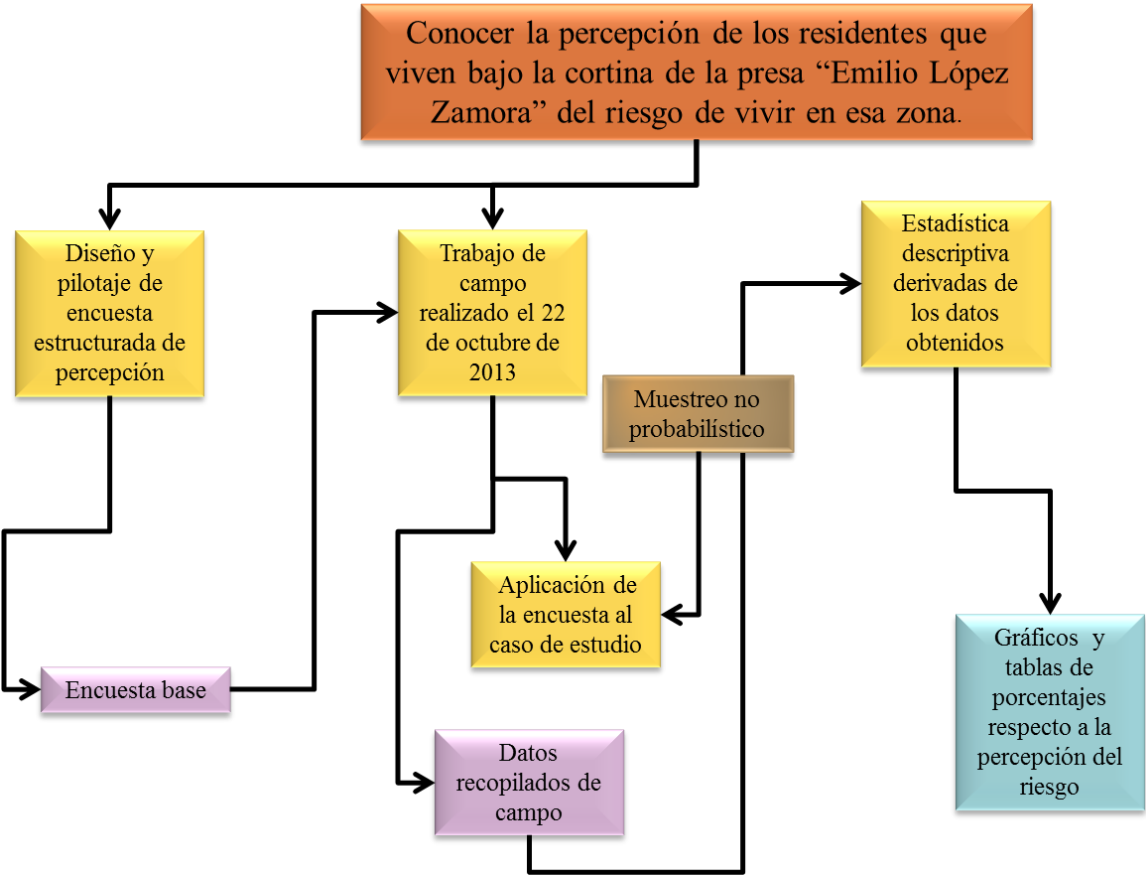 Conocer la percepción de los residentes que
viven bajo la cortina de la presa “Emilio López
Zamora” del riesgo de vivir en esa zona.
Diseño y
pilotaje de
encuesta
estructurada de
percepción
Trabajo de
campo
realizado el 22
de octubre de
2013
Estadística
descriptiva
derivadas de
los datos
obtenidos
Muestreo no
probabilístico
Aplicación de
la encuesta al
caso de estudio
Encuesta base
Datos
recopilados de
campo
Gráficos y
tablas de
porcentajes
respecto a la
percepción del
riesgo